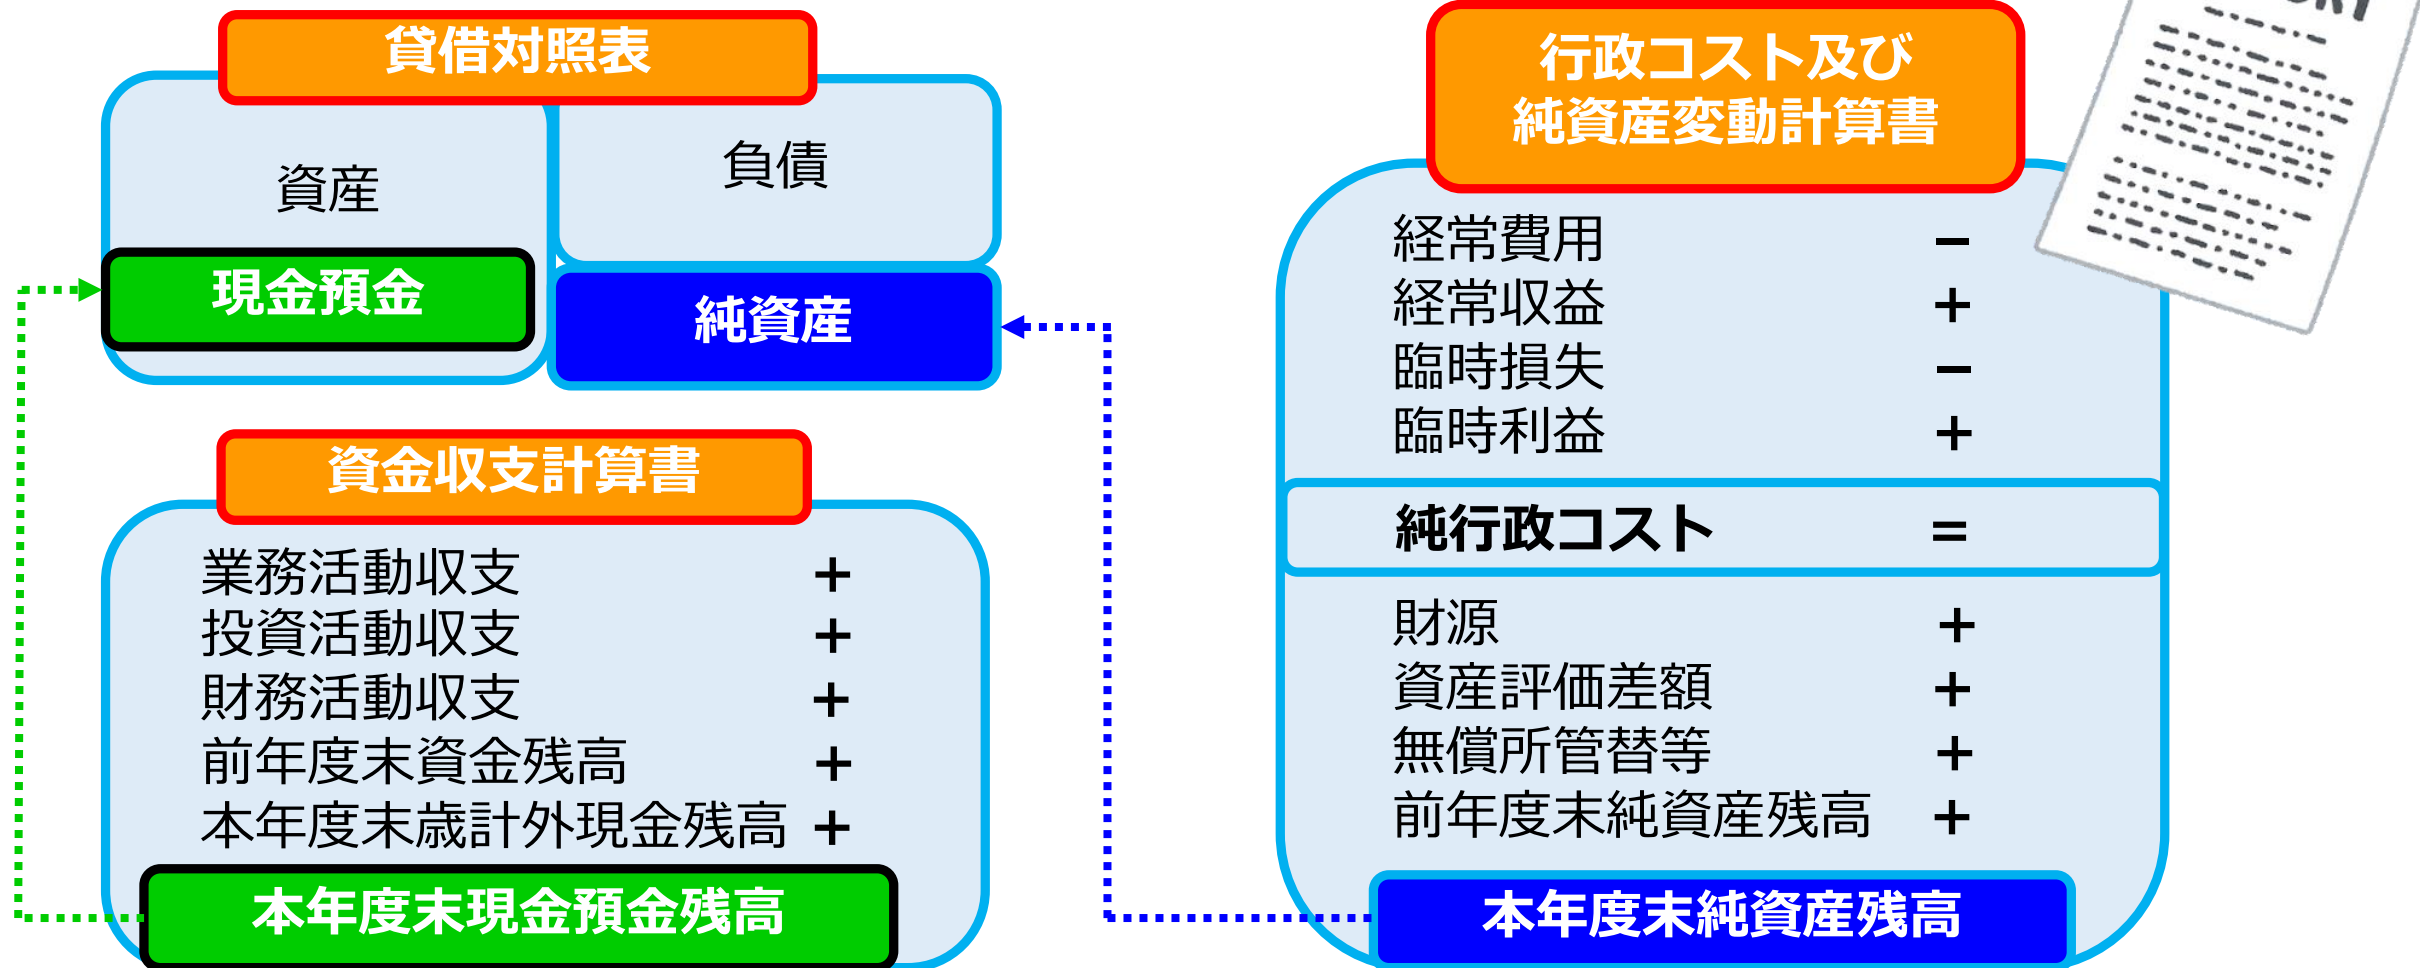 貸借対照表
資産
負債
現金預金
純資産
資金収支計算書
業務活動収支 +
投資活動収支 +
財務活動収支 +
前年度末資金残高 +
本年度末歳計外現金残高 +
本年度末現金預金残高
行政コスト及び
純資産変動計算書
経常費用 −
経常収益 +
臨時損失 −
臨時利益 +
純行政コスト =
財源 +
資産評価差額 +
無償所管替等 +
前年度末純資産残高 +
本年度末純資産残高